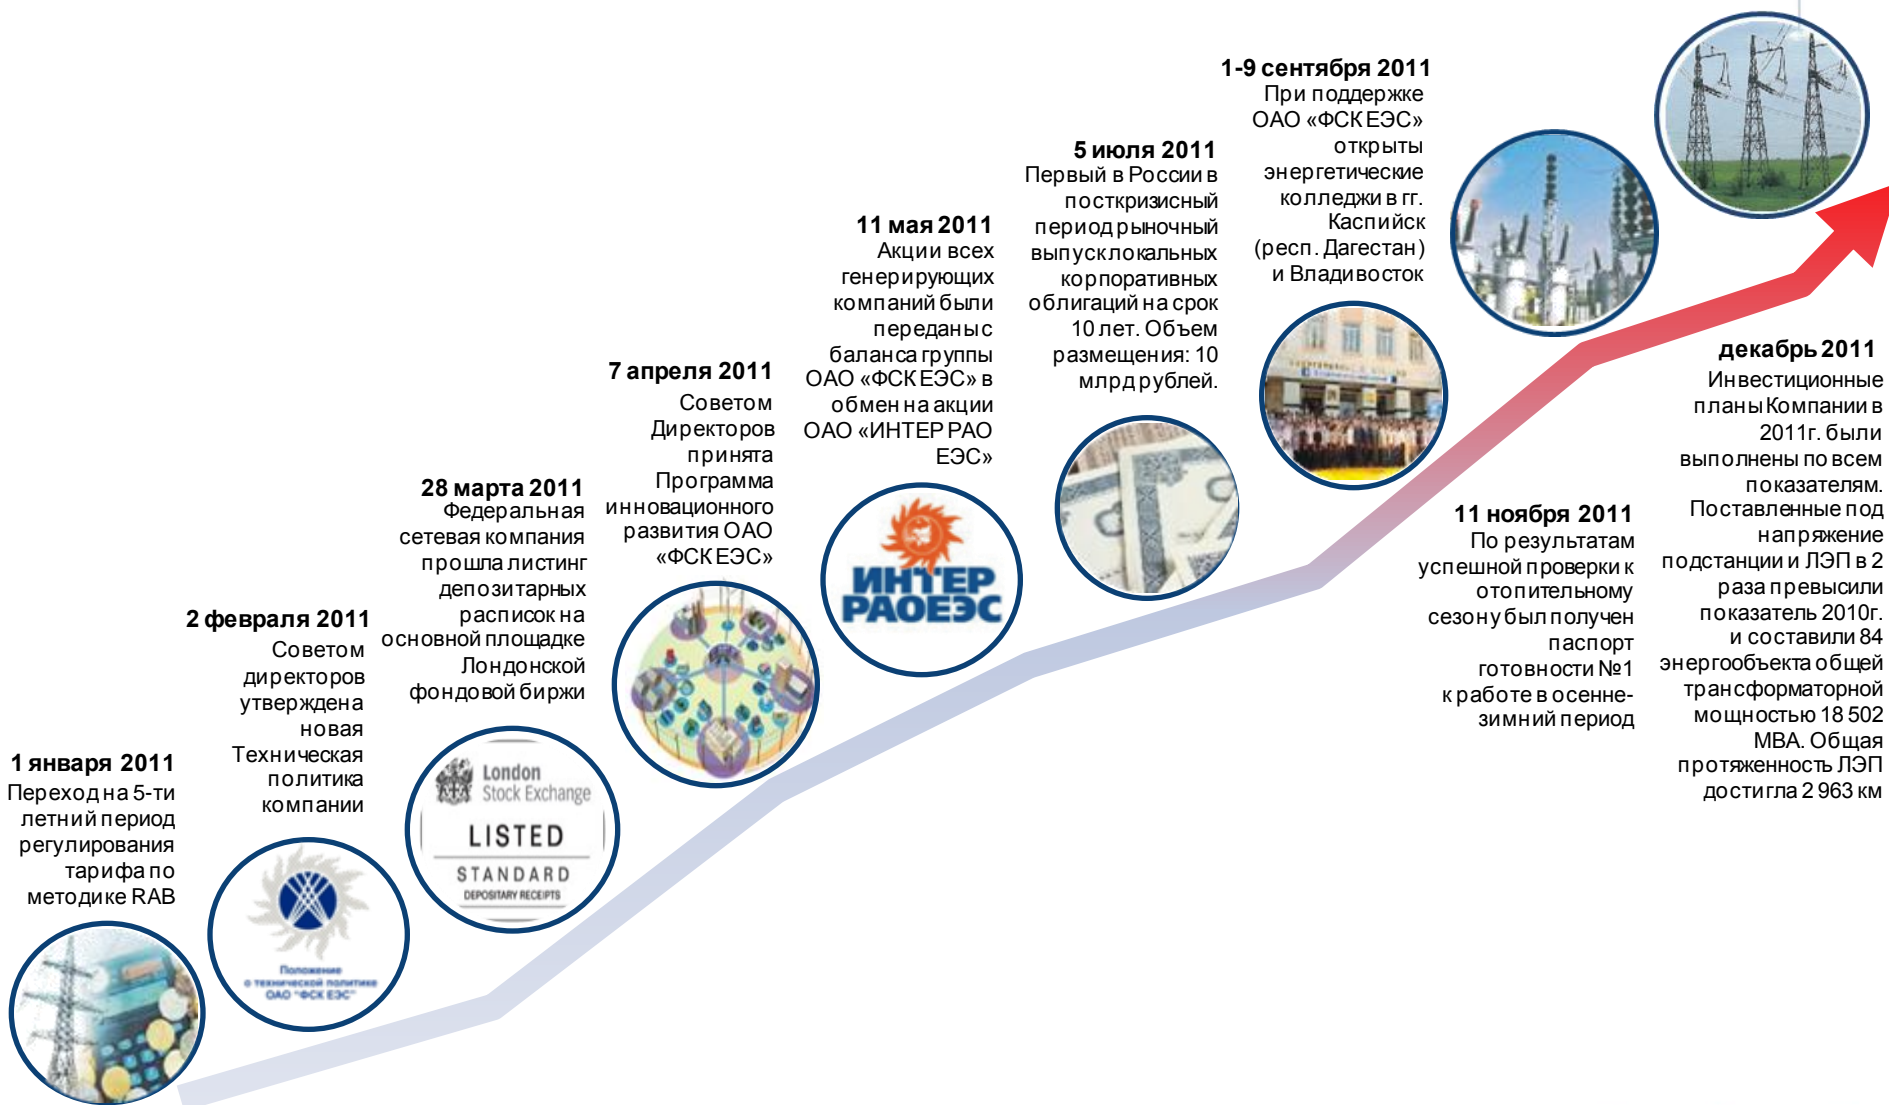 1 января 2011
Переход на 5-ти
летний период
регулирования
тарифа по
методике RAB
2 февраля 2011
Советом
директоров
утверждена
новая
Техническая
политика
компании
Положение
о технической политике
ОАО "ФСК ЕЭС"
28 марта 2011
Федеральная
сетевая компания
прошла листинг
депозитарных
расписок на
основной площадке
Лондонской
фондовой биржи
London
Stock Exchange
LISTED
STANDARD
DEPOSITARY RECEIPTS
7 апреля 2011
Советом
Директоров
принята
Программа
инновационного
развития ОАО
«ФСК ЕЭС»
11 мая 2011
Акции всех
генерирующих
компаний были
переданы с
баланса группы
ОАО «ФСК ЕЭС» в
обмен на акции
ОАО «ИНТЕР РАО
ЕЭС»
ИНТЕР
РАОЕЭС
5 июля 2011
Первый в России в
посткризисный
период рыночный
выпуск локальных
корпоративных
облигаций на срок
10 лет. Объем
размещения: 10
млрд рублей.
1-9 сентября 2011
При поддержке
ОАО «ФСК ЕЭС»
открыты
энергетические
колледжи в гг.
Каспийск
(респ. Дагестан)
и Владивосток
11 ноября 2011
По результатам
успешной проверки к
отопительному
сезону был получен
паспорт
готовности №1
к работе в осенне-
зимний период
декабрь 2011
Инвестиционные
планы Компании в
2011г. были
выполнены по всем
показателям.
Поставленные под
напряжение
подстанции и ЛЭП в 2
раза превысили
показатель 2010г.
и составили 84
энергообъекта общей
трансформаторной
мощностью 18 502
МВА. Общая
протяженность ЛЭП
достигла 2 963 км